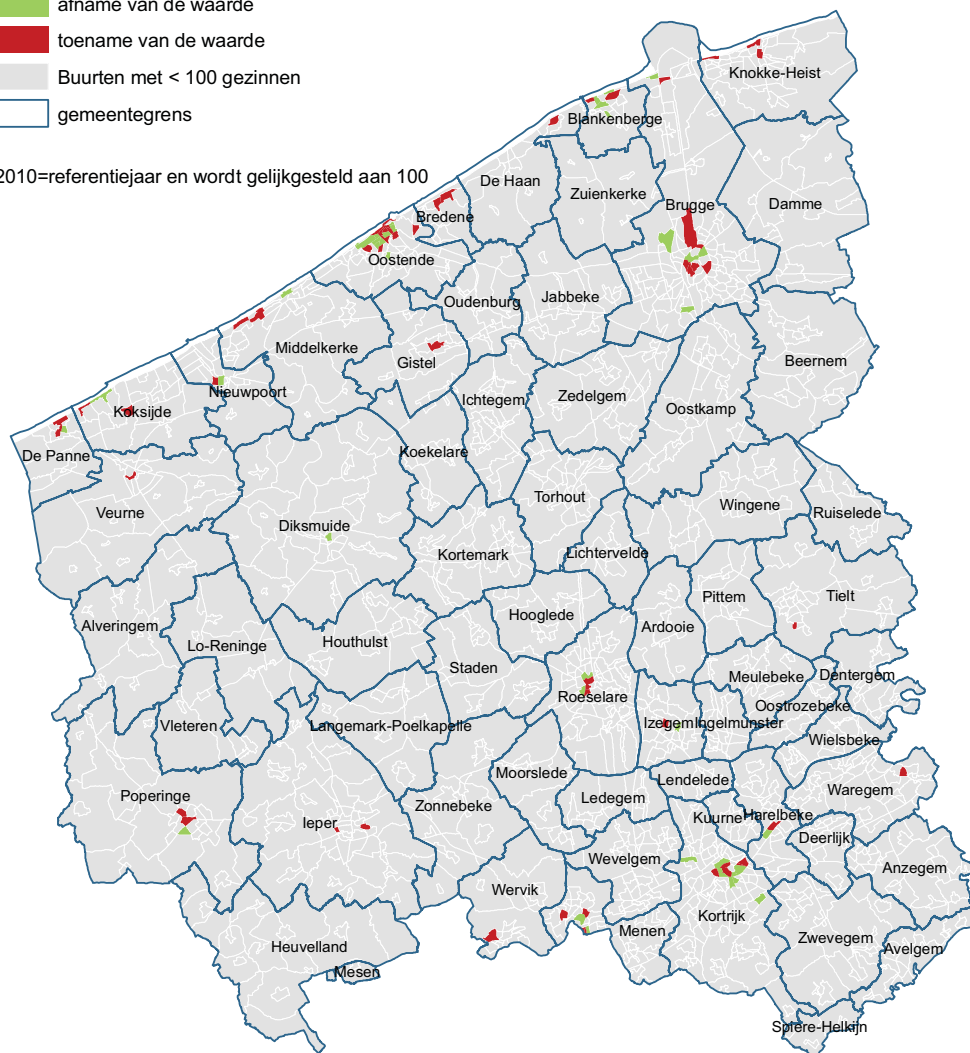 afname van de waarde
toename van de waarde
Buurten met < 100 gezinnen
gemeentegrens
2010=referentiejaar en wordt gelijkgesteld aan 100
Knokke-Heist
Blankenberge
De Haan
Zuienkerke
Brugge
Damme
Bredene
Oostende
Oudenburg
Jabbeke
Middelkerke
Gistel
Beernem
Nieuwpoort
Koksijde
Ichtegem
Zedelgem
Oostkamp
De Panne
Koekelare
Veurne
Diksmuide
Torhout
Wingene
Ruiselede
Kortemark
Lichtervelde
Alveringem
Lo-Reninge
Houthulst
Hooglede
Ardooie
Pittem
Tielt
Staden
Roeselare
Meulebeke
Dentergem
Oostrozebeke
Vleteren
Langemark-Poelkapelle
Izegem
Ingelmunster
Wielsbeke
Moorslede
Lendelede
Waregem
Poperinge
Zonnebeke
Ledegem
Ieper
Kuurne
Harelbeke
Deerlijk
Wevelgem
Anzegem
Wervik
Kortrijk
Menen
Zwevegem
Avelgem
Heuvelland
Mesen
Spiere-Helkijn